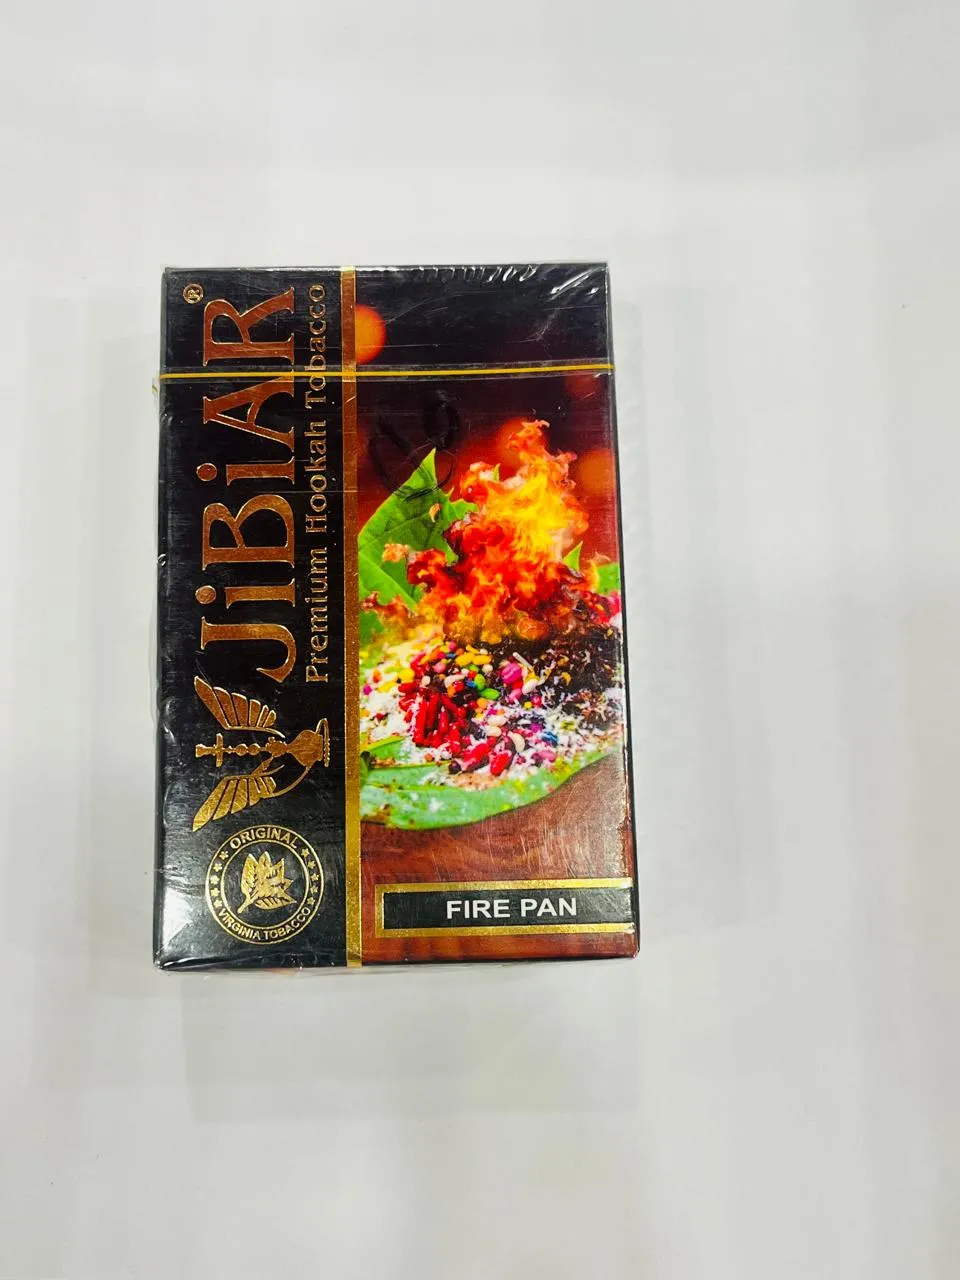 JiBiAR®
Premium Hookah Tobacco
ORIGINAL
VIRGINIA TOBACCO
FIRE PAN